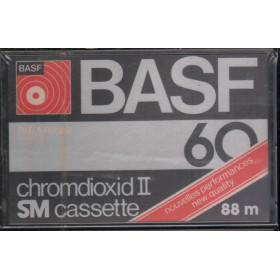 BASF
BASF
60
chromdioxid II
SM cassette
nouvelles performances
new quality
88 m